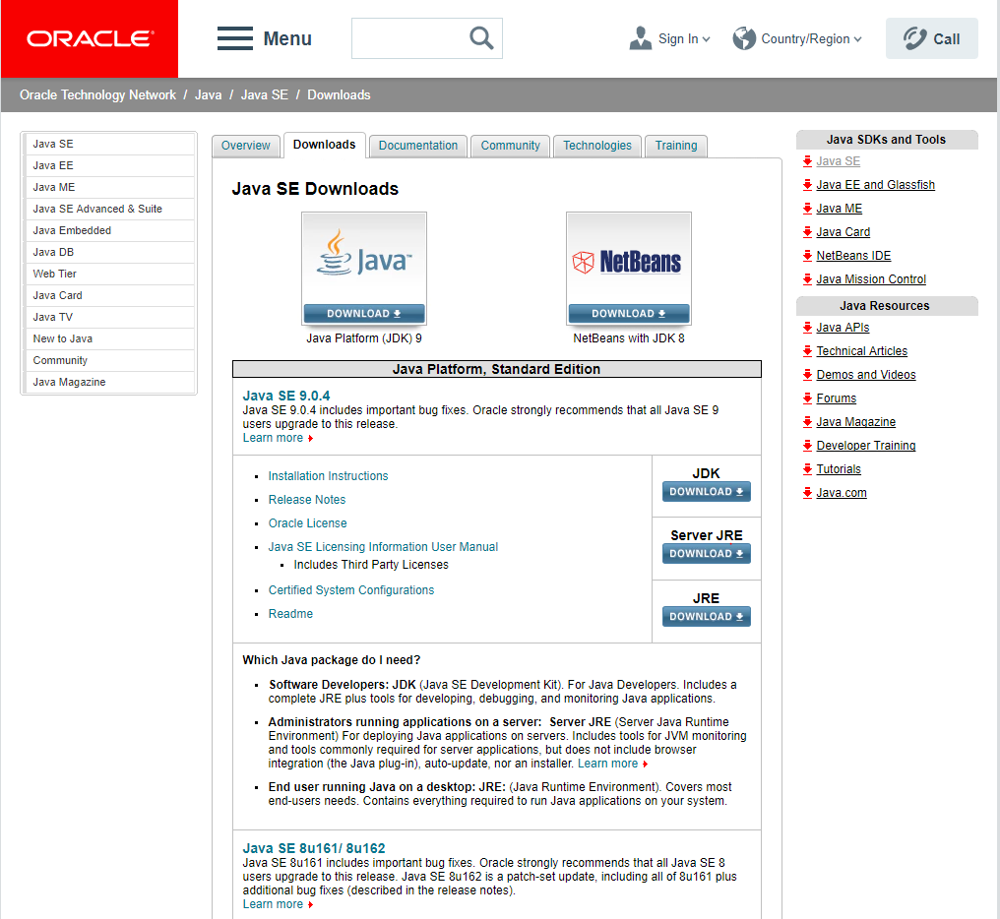 ORACLE
Menu
Sign In
Country/Region
Call
Oracle Technology Network / Java / Java SE / Downloads
Java SE
Java EE
Java ME
Java SE Advanced & Suite
Java Embedded
Java DB
Web Tier
Java Card
Java TV
New to Java
Community
Java Magazine
Overview
Downloads
Documentation
Community
Technologies
Training
Java SE Downloads
Java™
DOWNLOAD
Java Platform (JDK) 9
NetBeans
DOWNLOAD
NetBeans with JDK 8
Java Platform, Standard Edition
Java SE 9.0.4
Java SE 9.0.4 includes important bug fixes. Oracle strongly recommends that all Java SE 9
users upgrade to this release.
Learn more
Installation Instructions
Release Notes
Oracle License
Java SE Licensing Information User Manual
Includes Third Party Licenses
Certified System Configurations
Readme
JDK
DOWNLOAD
Server JRE
DOWNLOAD
JRE
DOWNLOAD
Which Java package do I need?
Software Developers: JDK (Java SE Development Kit). For Java Developers. Includes a
complete JRE plus tools for developing, debugging, and monitoring Java applications.
Administrators running applications on a server: Server JRE (Server Java Runtime
Environment) For deploying Java applications on servers. Includes tools for JVM monitoring
and tools commonly required for server applications, but does not include browser
integration (the Java plug-in), auto-update, nor an installer. Learn more
End user running Java on a desktop: JRE: (Java Runtime Environment). Covers most
end-users needs. Contains everything required to run Java applications on your system.
Java SE 8u161/ 8u162
Java SE 8u161 includes important bug fixes. Oracle strongly recommends that all Java SE 8
users upgrade to this release. Java SE 8u162 is a patch-set update, including all of 8u161 plus
additional bug fixes (described in the release notes).
Learn more
Java SDKs and Tools
Java SE
Java EE and Glassfish
Java ME
Java Card
NetBeans IDE
Java Mission Control
Java Resources
Java APIs
Technical Articles
Demos and Videos
Forums
Java Magazine
Developer Training
Tutorials
Java.com